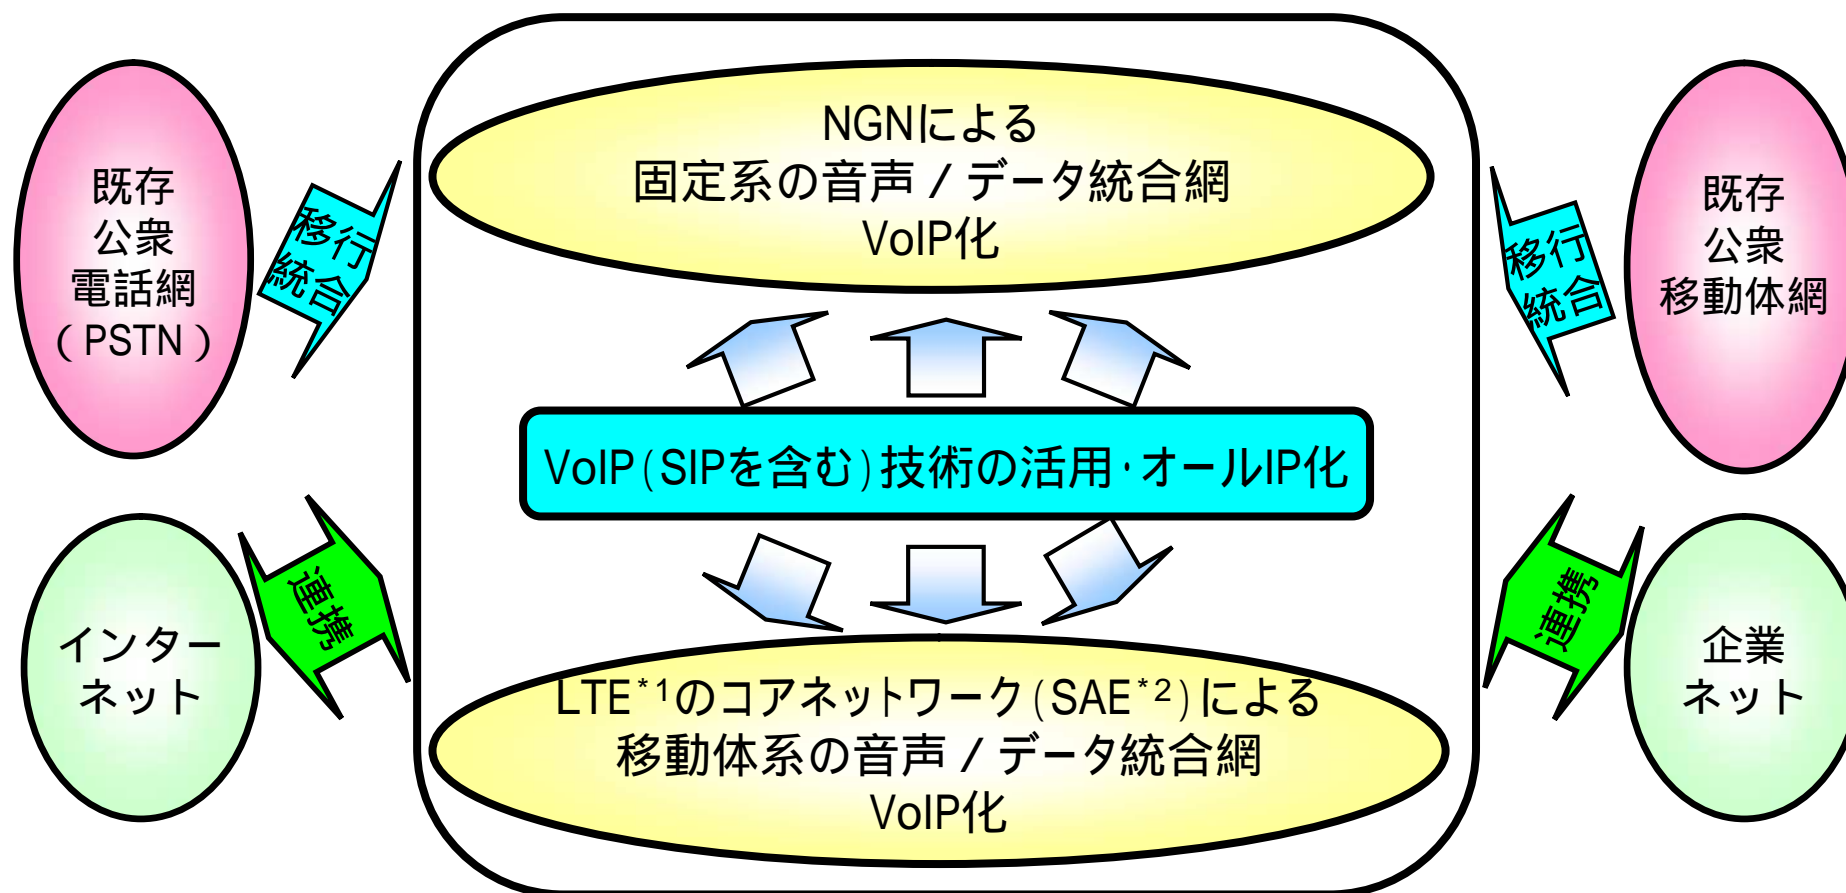 NGNによる
固定系の音声／データ統合網
VoIP化
既存
公衆
電話網
（PSTN）
移行
統合
移行
統合
既存
公衆
移動体網
VoIP(SIPを含む)技術の活用・オールIP化
インター
ネット
連携
連携
企業
ネット
LTE*1のコアネットワーク(SAE*2)による
移動体系の音声／データ統合網
VoIP化